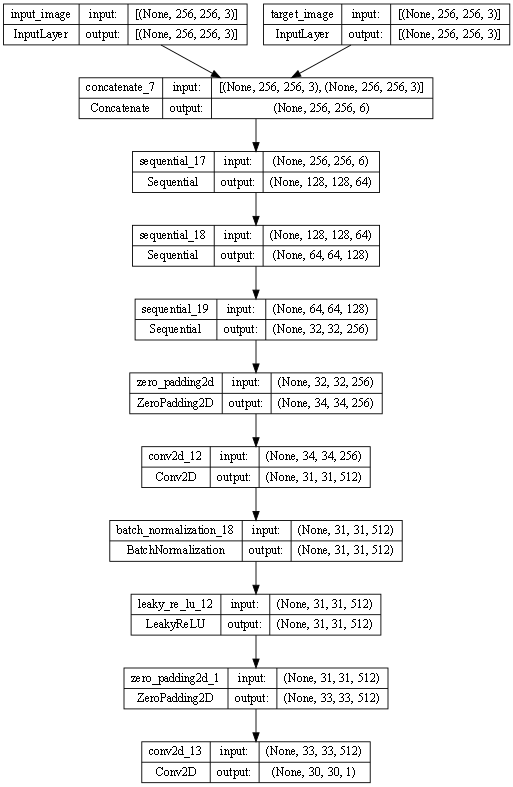 input_image input: [(None, 256, 256, 3)]
InputLayer output: [(None, 256, 256, 3)]
target_image input: [(None, 256, 256, 3)]
InputLayer output: [(None, 256, 256, 3)]
concatenate_7 input: [(None, 256, 256, 3), (None, 256, 256, 3)]
Concatenate output: (None, 256, 256, 6)
sequential_17 input: (None, 256, 256, 6)
Sequential output: (None, 128, 128, 64)
sequential_18 input: (None, 128, 128, 64)
Sequential output: (None, 64, 64, 128)
sequential_19 input: (None, 64, 64, 128)
Sequential output: (None, 32, 32, 256)
zero_padding2d input: (None, 32, 32, 256)
ZeroPadding2D output: (None, 34, 34, 256)
conv2d_12 input: (None, 34, 34, 256)
Conv2D output: (None, 31, 31, 512)
batch_normalization_18 input: (None, 31, 31, 512)
BatchNormalization output: (None, 31, 31, 512)
leaky_re_lu_12 input: (None, 31, 31, 512)
LeakyReLU output: (None, 31, 31, 512)
zero_padding2d_1 input: (None, 31, 31, 512)
ZeroPadding2D output: (None, 33, 33, 512)
conv2d_13 input: (None, 33, 33, 512)
Conv2D output: (None, 30, 30, 1)